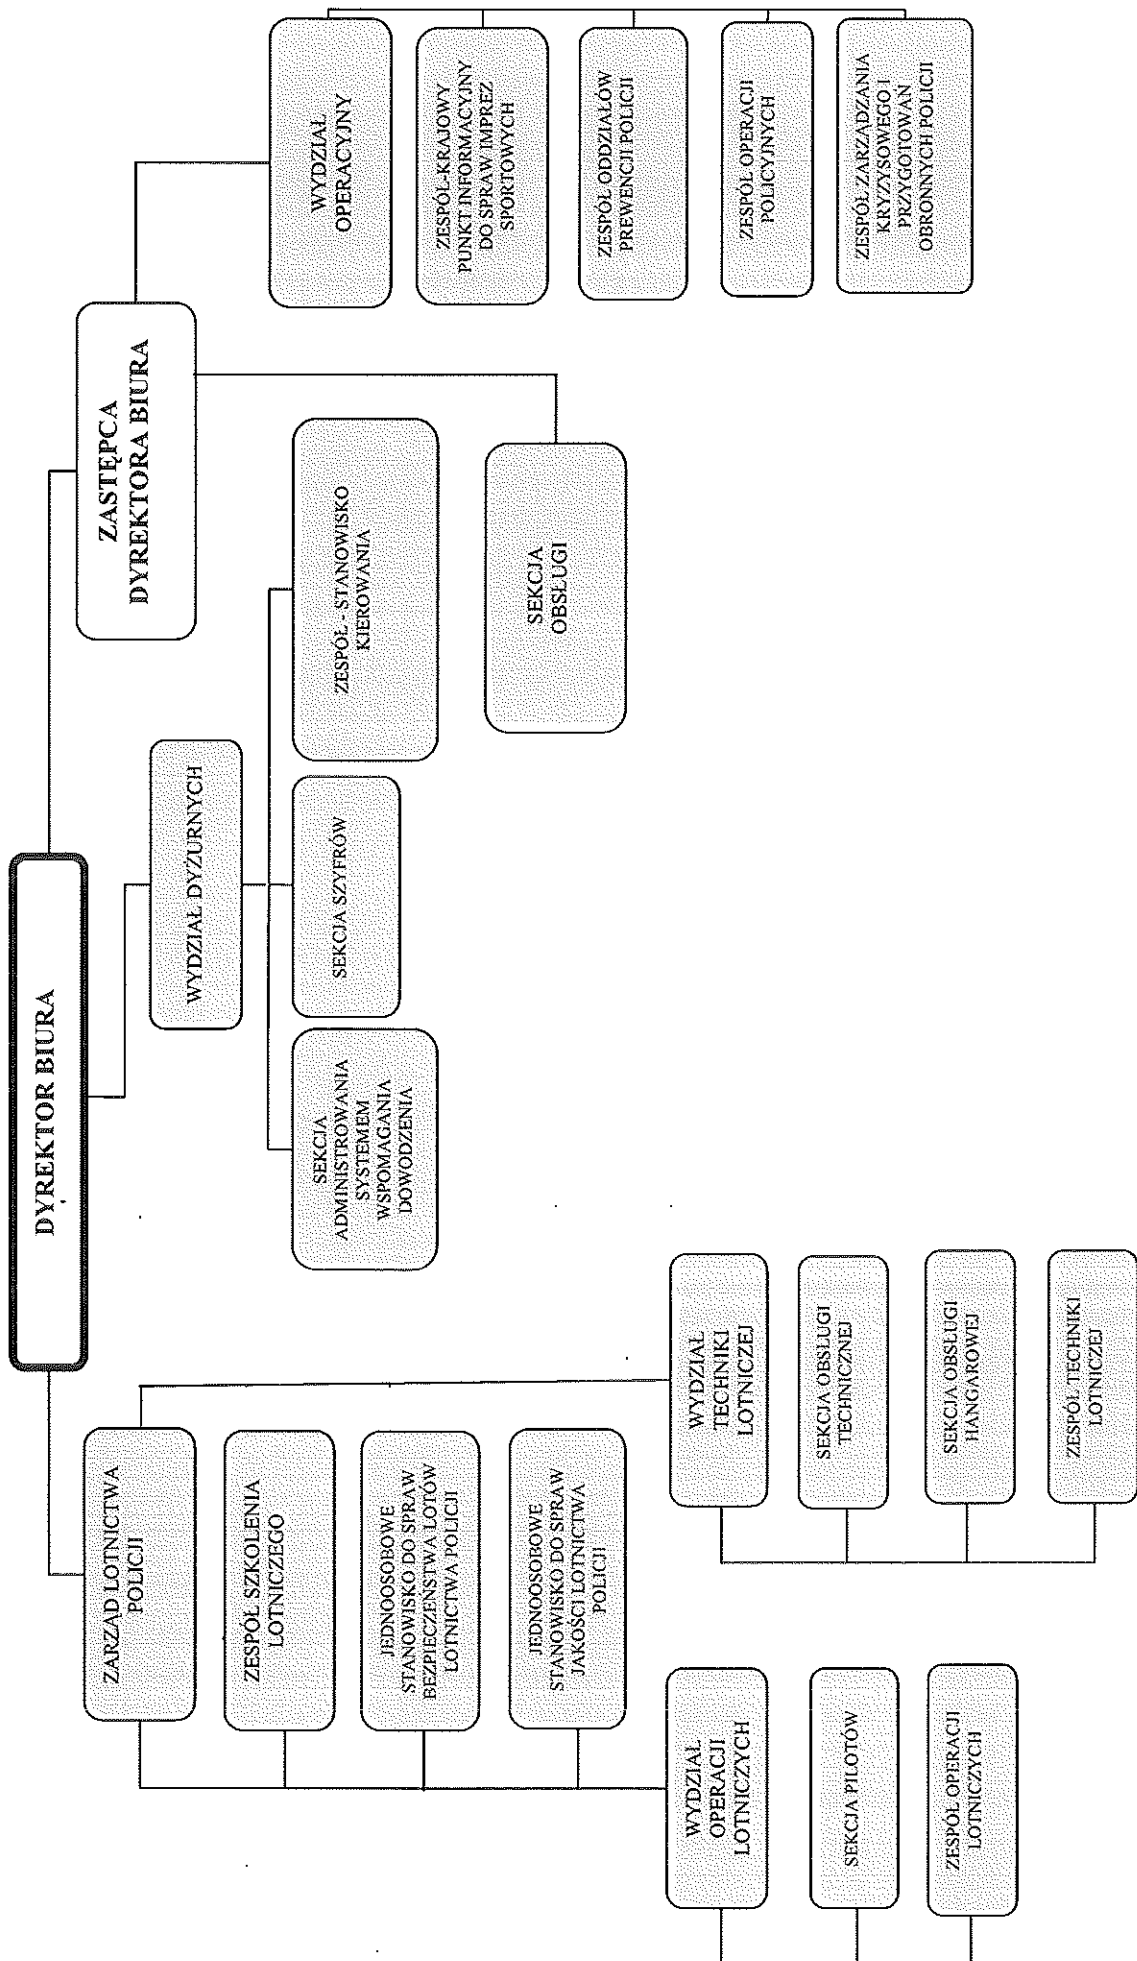 DYREKTOR BIURA
ZASTĘPCA
DYREKTORA BIURA
ZARZĄD LOTNICTWA
POLICJI
ZESPÓŁ SZKOLENIA
LOTNICZEGO
JEDNOOSOBOWE
STANOWISKO DO SPRAW
BEZPIECZEŃSTWA LOTÓW
LOTNICTWA POLICJI
JEDNOOSOBOWE
STANOWISKO DO SPRAW
JAKOŚCI LOTNICTWA
POLICJI
WYDZIAŁ
OPERACJI
LOTNICZYCH
SEKCJA PILOTÓW
ZESPÓŁ OPERACJI
LOTNICZYCH
WYDZIAŁ
TECHNIKI
LOTNICZEJ
SEKCJA OBSŁUGI
TECHNICZNEJ
SEKCJA OBSŁUGI
HANGAROWEJ
ZESPÓŁ TECHNIKI
LOTNICZEJ
WYDZIAŁ DYŻURNYCH
SEKCJA
ADMINISTROWANIA
SYSTEMEM
WSPOMAGANIA
DOWODZENIA
SEKCJA SZYFRÓW
ZESPÓŁ - STANOWISKO
KIEROWANIA
SEKCJA
OBSŁUGI
WYDZIAŁ
OPERACYJNY
ZESPÓŁ-KRAJOWY
PUNKT INFORMACYJNY
DO SPRAW IMPREZ
SPORTOWYCH
ZESPÓŁ ODDZIAŁÓW
PREWENCJI POLICJI
ZESPÓŁ OPERACJI
POLICYJNYCH
ZESPÓŁ ZARZĄDZANIA
KRYZYSOWEGO I
PRZYGOTOWAŃ
OBRONNYCH POLICJI